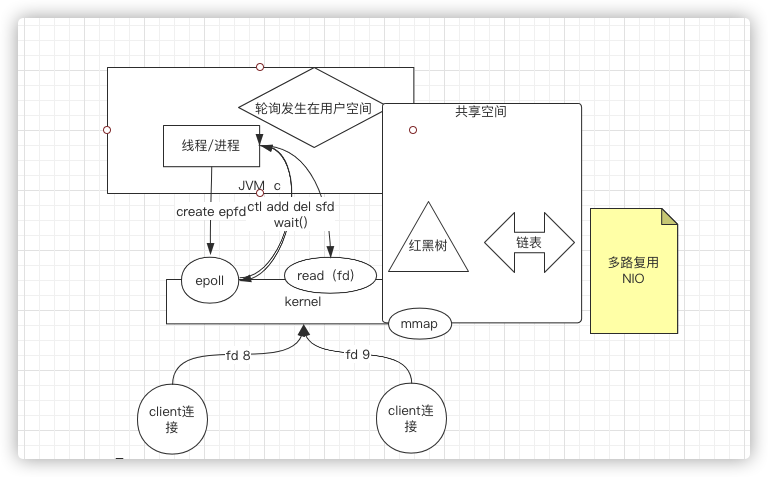 轮询发生在用户空间
共享空间
线程/进程
JVM c
create epfd
ctl add del sfd
wait()
红黑树
链表
多路复用
NIO
epoll
read（fd）
kernel
mmap
fd 8
fd 9
client连
接
client连
接